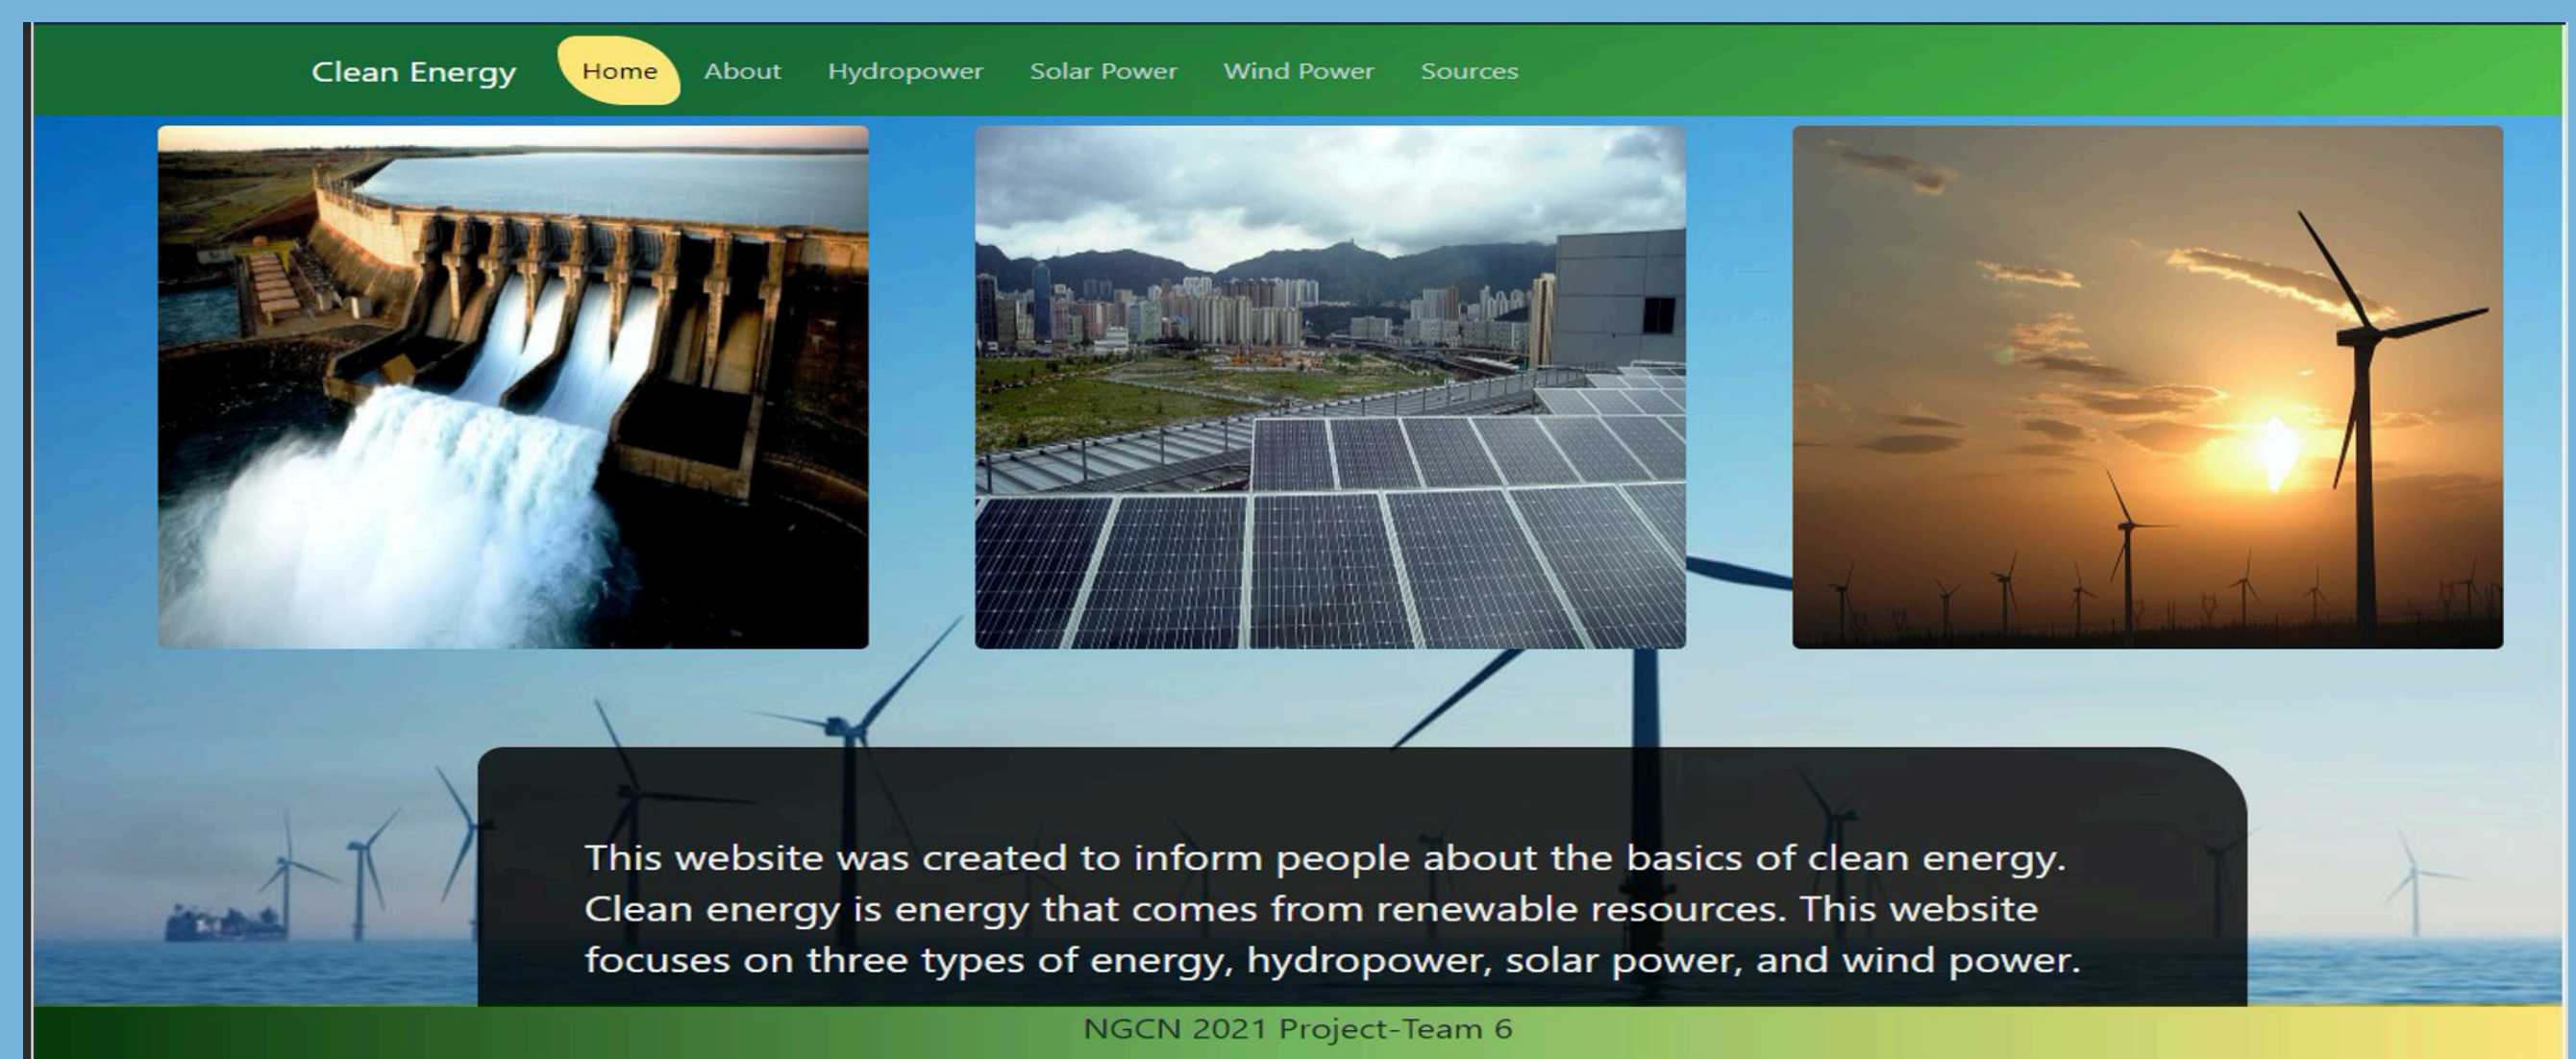 Clean Energy Home About Hydropower Solar Power Wind Power Sources
This website was created to inform people about the basics of clean energy.
Clean energy is energy that comes from renewable resources. This website
focuses on three types of energy, hydropower, solar power, and wind power.
NGCN 2021 Project-Team 6